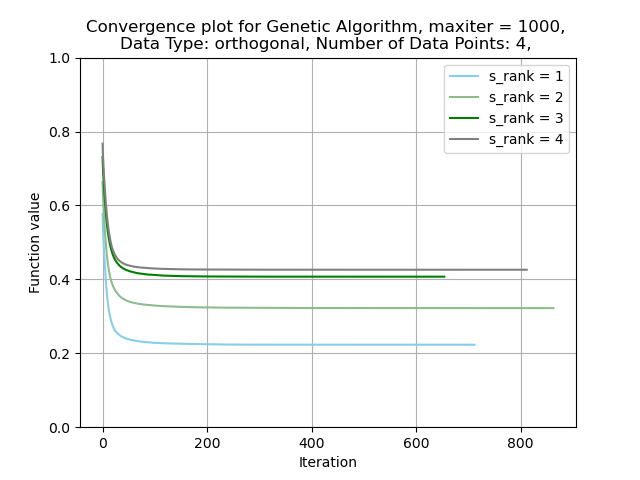 Convergence plot for Genetic Algorithm, maxiter = 1000,
Data Type: orthogonal, Number of Data Points: 4,
s_rank = 1
s_rank = 2
s_rank = 3
s_rank = 4
Function value
1.0
0.8
0.6
0.4
0.2
0.0
0 200 400 600 800
Iteration